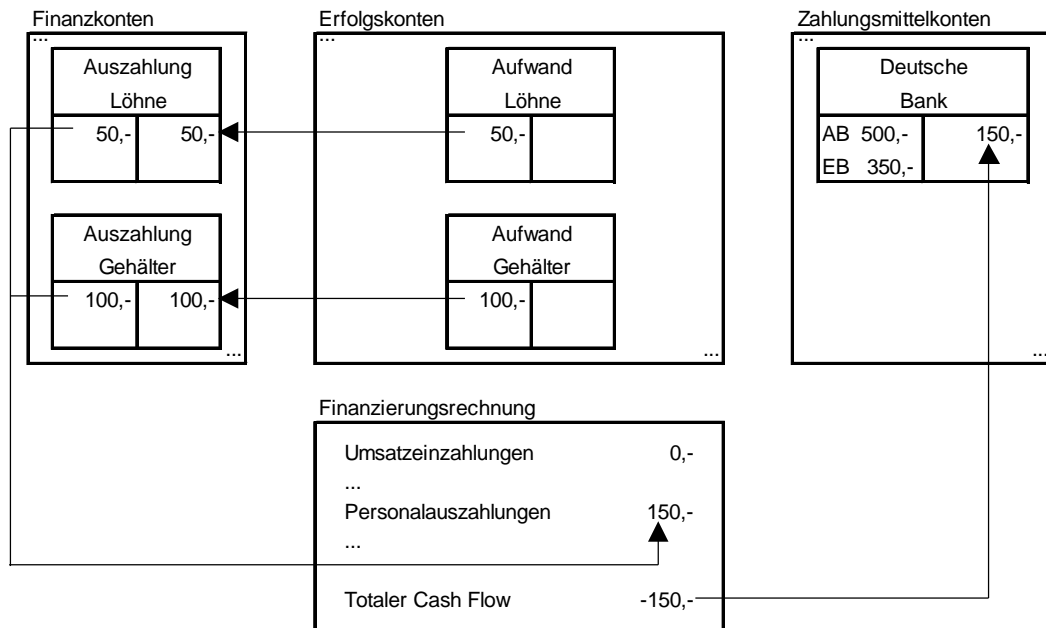 Finanzkonten
...
Auszahlung
Löhne
50,- 50,-
Auszahlung
Gehälter
100,- 100,-
...
Erfolgskonten
...
Aufwand
Löhne
50,-
Aufwand
Gehälter
100,-
...
Zahlungsmittelkonten
...
Deutsche
Bank
AB 500,- 150,-
EB 350,-
...
Finanzierungsrechnung
Umsatzeinzahlungen 0,-
...
Personalauszahlungen 150,-
...
Totaler Cash Flow -150,-